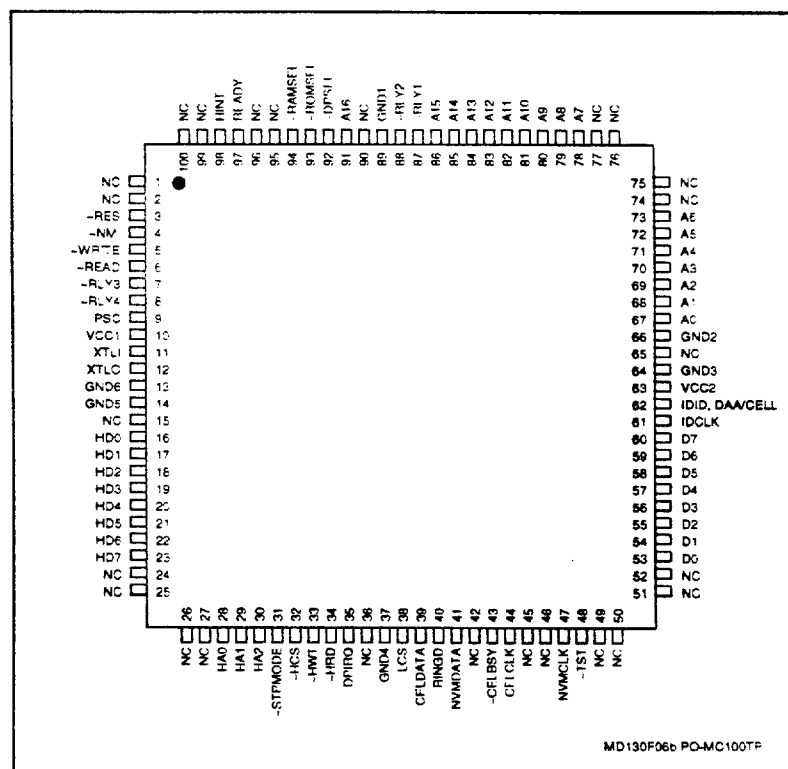 NC NC HINT READY NC NC ~RAMSEL ~ROMSEL ~DPSEL A16 NC GND1 ~RLY2 ~RLY1 A15 A14 A13 A12 A11 A10 A9 A8 A7 NC NC
100 99 98 97 96 95 94 93 92 91 90 89 88 87 86 85 84 83 82 81 80 79 78 77 76
NC 1
NC 2
~RES 3
~NM 4
~WRITE 5
~READ 6
~RLY3 7
~RLY4 8
PSC 9
VCC1 10
XTLI 11
XTLO 12
GND6 13
GND5 14
NC 15
HD0 16
HD1 17
HD2 18
HD3 19
HD4 20
HD5 21
HD6 22
HD7 23
NC 24
NC 25
75 NC
74 NC
73 A6
72 A5
71 A4
70 A3
69 A2
68 A1
67 A0
66 GND2
65 NC
64 GND3
63 VCC2
62 IDID, DAA/CELL
61 IDCLK
60 D7
59 D6
58 D5
57 D4
56 D3
55 D2
54 D1
53 D0
52 NC
51 NC
26 27 28 29 30 31 32 33 34 35 36 37 38 39 40 41 42 43 44 45 46 47 48 49 50
NC NC HA0 HA1 HA2 ~STPMODE ~HCS ~HWT ~HRD DPIRQ NC GND4 LCS CELDATA RINGD NVMDATA NC ~CELBSY CELCLK NC NC NVMCLK ~TST NC NC
MD130F06b PO-MC100TP